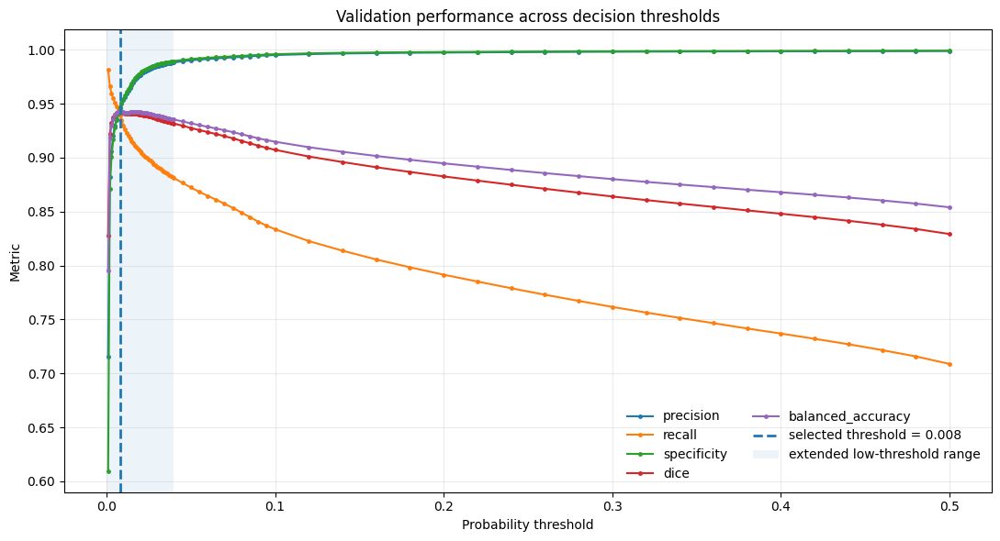 Validation performance across decision thresholds
1.00
0.95
0.90
0.85
0.80
0.75
0.70
0.65
0.60
Metric
precision
recall
specificity
dice
balanced_accuracy
selected threshold = 0.008
extended low-threshold range
0.0 0.1 0.2 0.3 0.4 0.5
Probability threshold